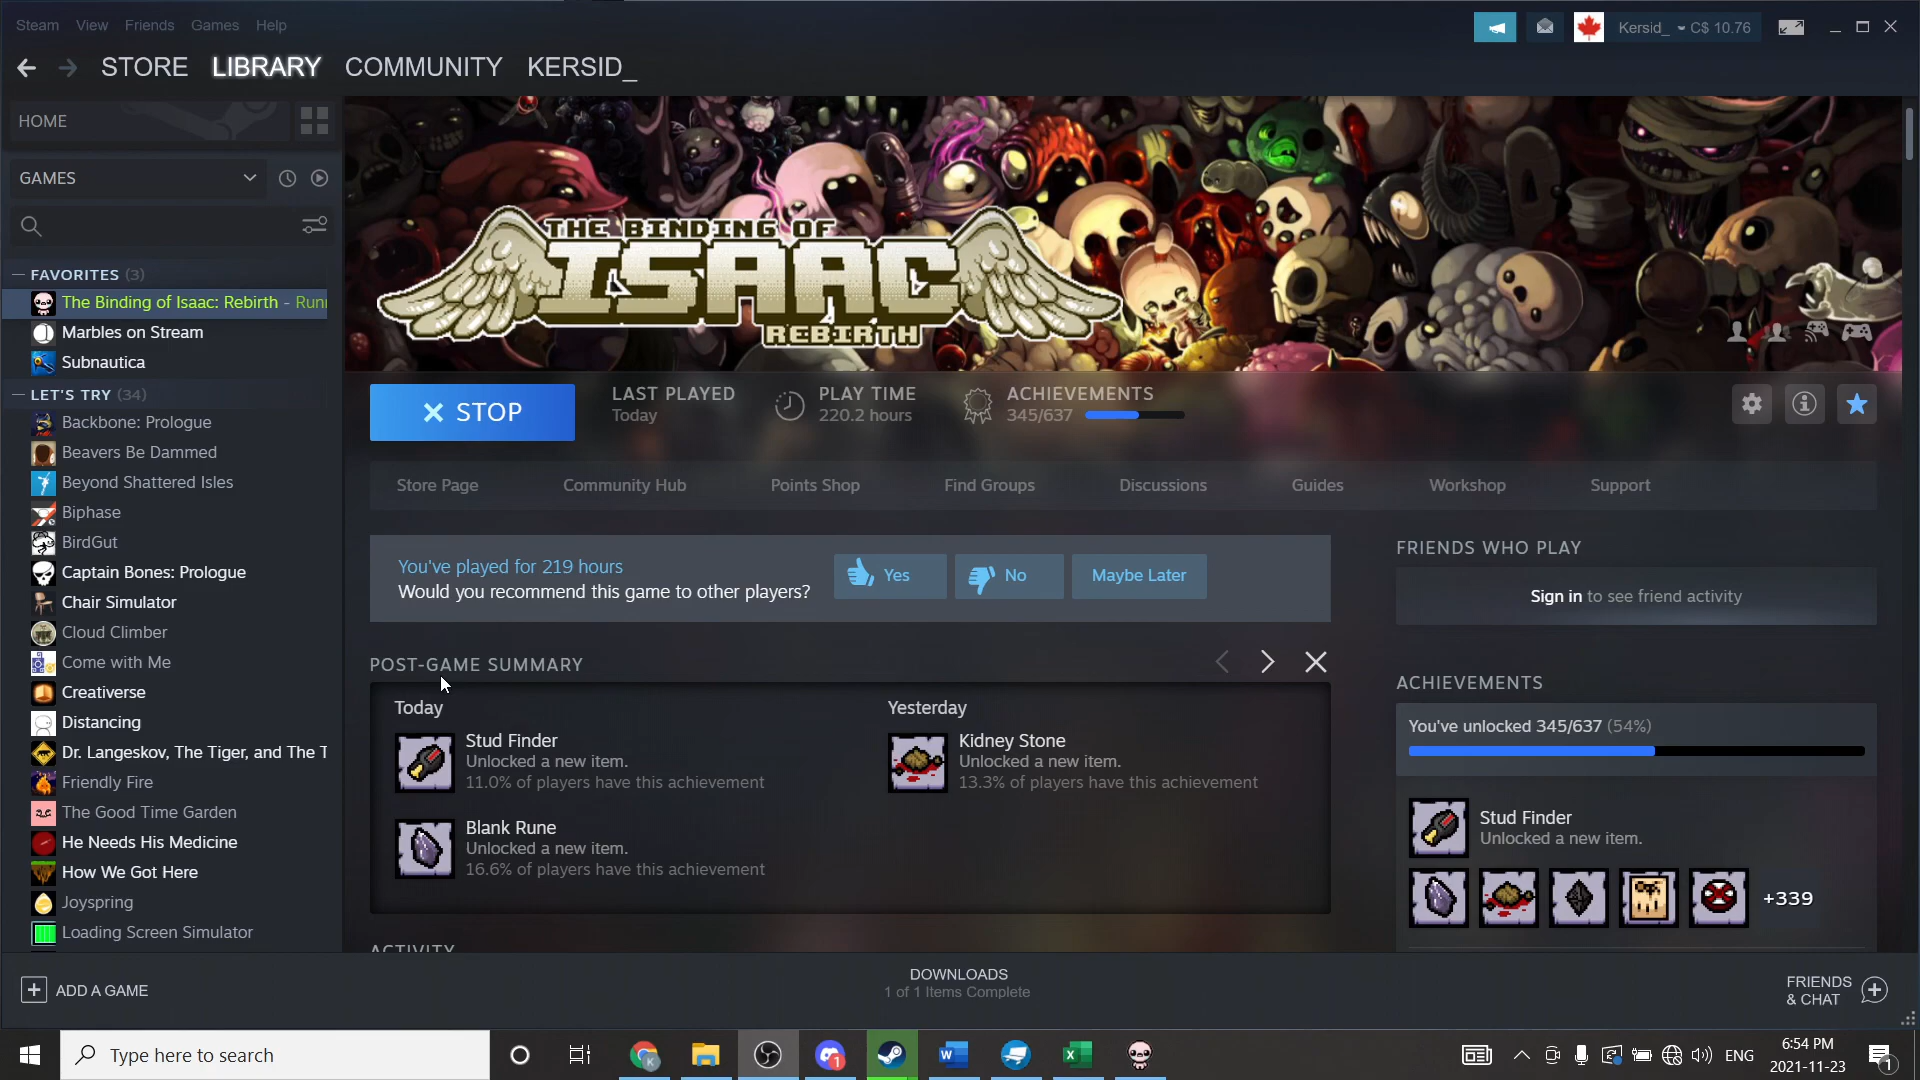 Steam View Friends Games Help
Kersid_ C$ 10.76
STORE LIBRARY COMMUNITY KERSID_
HOME
GAMES
FAVORITES (3)
The Binding of Isaac: Rebirth - Runn
Marbles on Stream
Subnautica
LET'S TRY (34)
Backbone: Prologue
Beavers Be Dammed
Beyond Shattered Isles
Biphase
BirdGut
Captain Bones: Prologue
Chair Simulator
Cloud Climber
Come with Me
Creativerse
Distancing
Dr. Langeskov, The Tiger, and The T
Friendly Fire
The Good Time Garden
He Needs His Medicine
How We Got Here
Joyspring
Loading Screen Simulator
THE BINDING OF
ISAAC
REBIRTH
STOP
LAST PLAYED
Today
PLAY TIME
220.2 hours
ACHIEVEMENTS
345/637
Store Page Community Hub Points Shop Find Groups Discussions Guides Workshop Support
You've played for 219 hours
Would you recommend this game to other players?
Yes No Maybe Later
POST-GAME SUMMARY
Today
Stud Finder
Unlocked a new item.
11.0% of players have this achievement
Blank Rune
Unlocked a new item.
16.6% of players have this achievement
Yesterday
Kidney Stone
Unlocked a new item.
13.3% of players have this achievement
ACTIVITY
FRIENDS WHO PLAY
Sign in to see friend activity
ACHIEVEMENTS
You've unlocked 345/637 (54%)
Stud Finder
Unlocked a new item.
+339
ADD A GAME
DOWNLOADS
1 of 1 Items Complete
FRIENDS
& CHAT
Type here to search
K
1
ENG
6:54 PM
2021-11-23
1